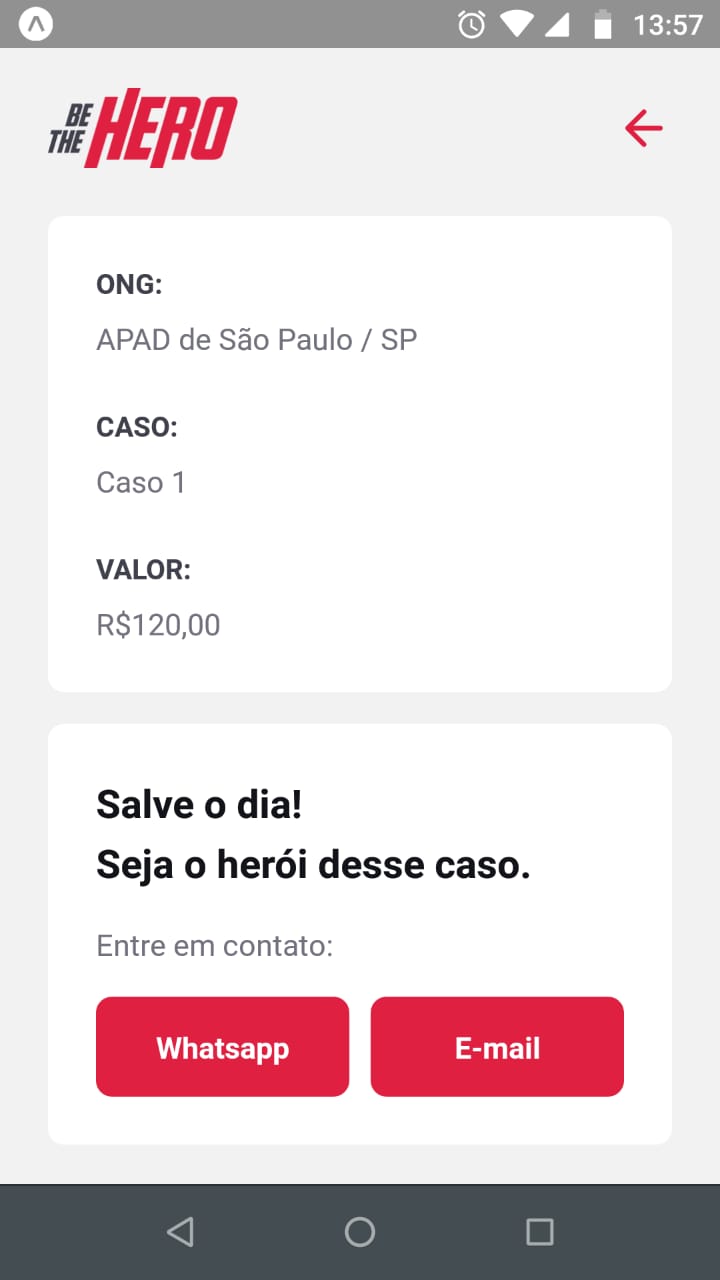 13:57
BE
THE HERO
ONG:
APAD de São Paulo / SP
CASO:
Caso 1
VALOR:
R$120,00
Salve o dia!
Seja o herói desse caso.
Entre em contato:
Whatsapp E-mail